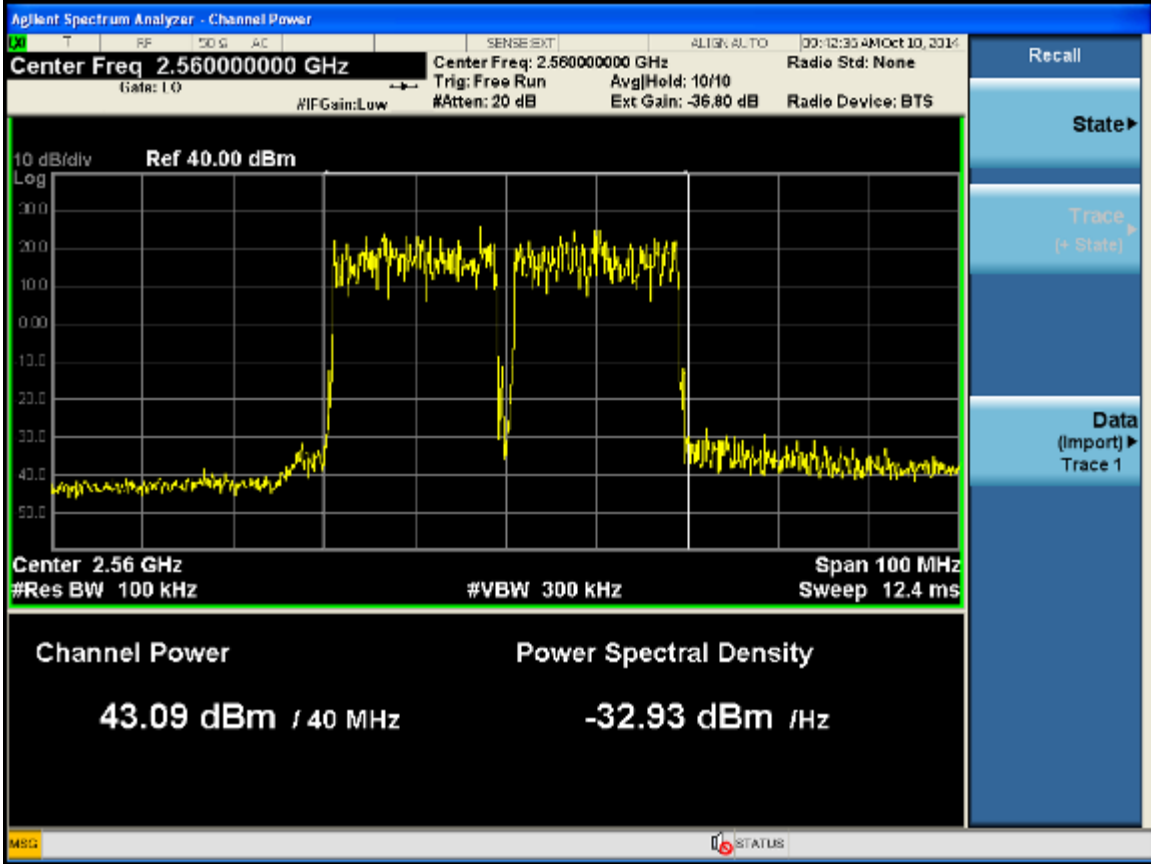 Agilent Spectrum Analyzer - Channel Power
LXI T RF 50 Ω AC SENSE:EXT ALIGN AUTO 09:12:35 AM Oct 10, 2014
Center Freq 2.560000000 GHz
Gate: LO
#IFGain:Low
Center Freq: 2.560000000 GHz
Trig: Free Run Avg|Hold: 10/10
#Atten: 20 dB Ext Gain: -36.80 dB
Radio Std: None
Radio Device: BTS
10 dB/div Ref 40.00 dBm
Log
30.0
20.0
10.0
0.00
10.0
20.0
30.0
40.0
50.0
Center 2.56 GHz Span 100 MHz
#Res BW 100 kHz #VBW 300 kHz Sweep 12.4 ms
Channel Power
43.09 dBm / 40 MHz
Power Spectral Density
-32.93 dBm /Hz
Recall
State
Trace
(+ State)
Data
(Import)
Trace 1
MSG STATUS